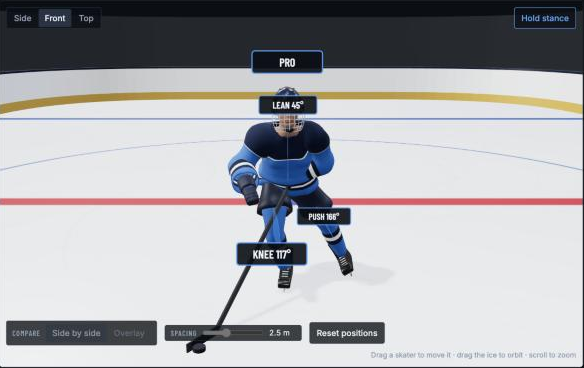 Side Front Top Hold stance
PRO
LEAN 45°
PUSH 166°
KNEE 117°
COMPARE Side by side Overlay SPACING 2.5 m Reset positions
Drag a skater to move it · drag the ice to orbit · scroll to zoom